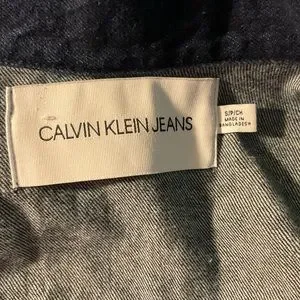 CALVIN KLEIN JEANS
S/P/CH
MADE IN
BANGLADESH